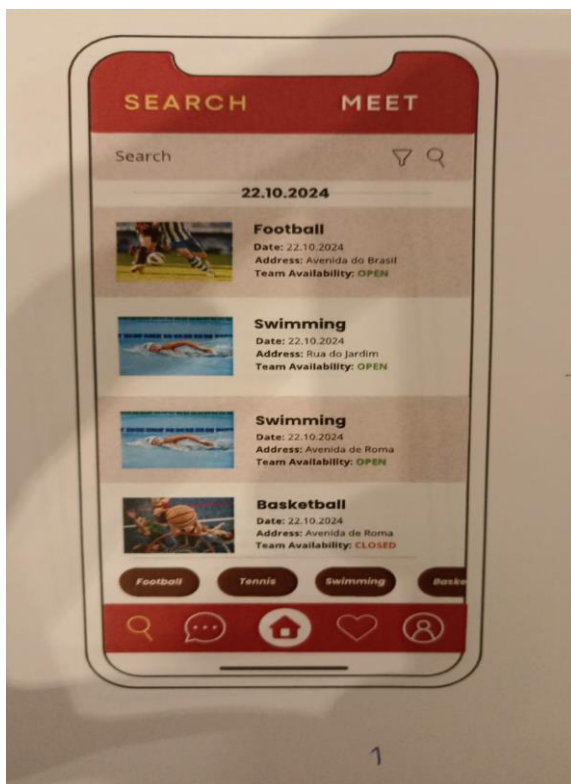 SEARCH MEET
Search
22.10.2024
Football
Date: 22.10.2024
Address: Avenida do Brasil
Team Availability: OPEN
Swimming
Date: 22.10.2024
Address: Rua do Jardim
Team Availability: OPEN
Swimming
Date: 22.10.2024
Address: Avenida de Roma
Team Availability: OPEN
Basketball
Date: 22.10.2024
Address: Avenida de Roma
Team Availability: CLOSED
Football Tennis Swimming Baske
1